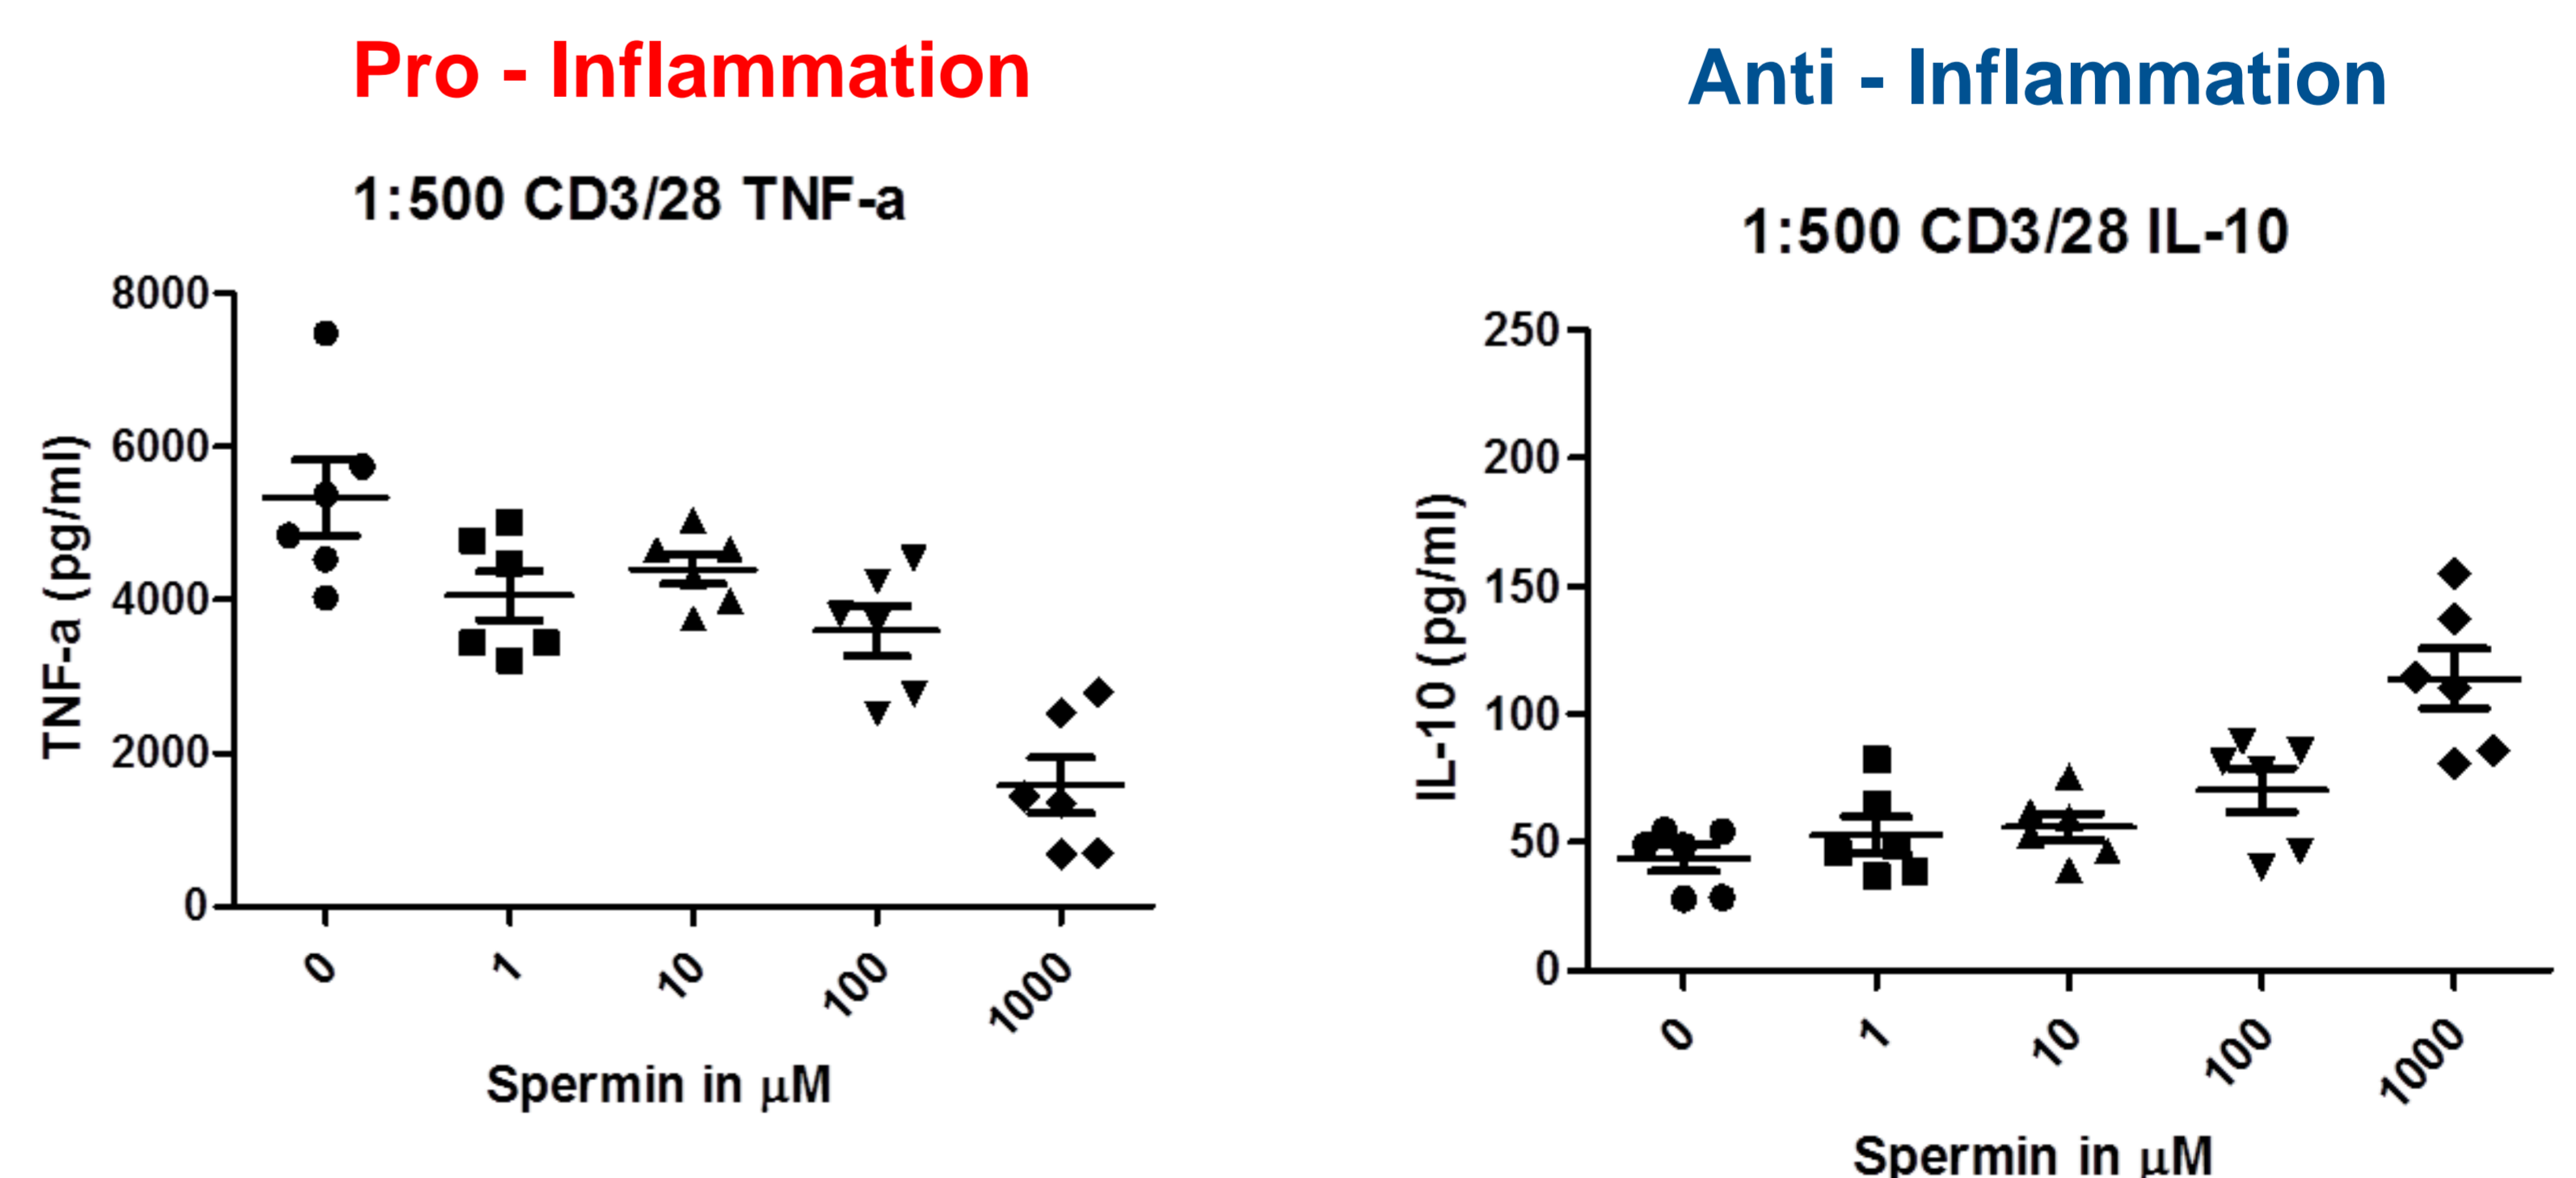 Pro - Inflammation
1:500 CD3/28 TNF-a
8000
6000
4000
2000
0
TNF-a (pg/ml)
0
1
10
100
1000
Spermin in μM
Anti - Inflammation
1:500 CD3/28 IL-10
250
200
150
100
50
0
IL-10 (pg/ml)
0
1
10
100
1000
Spermin in μM